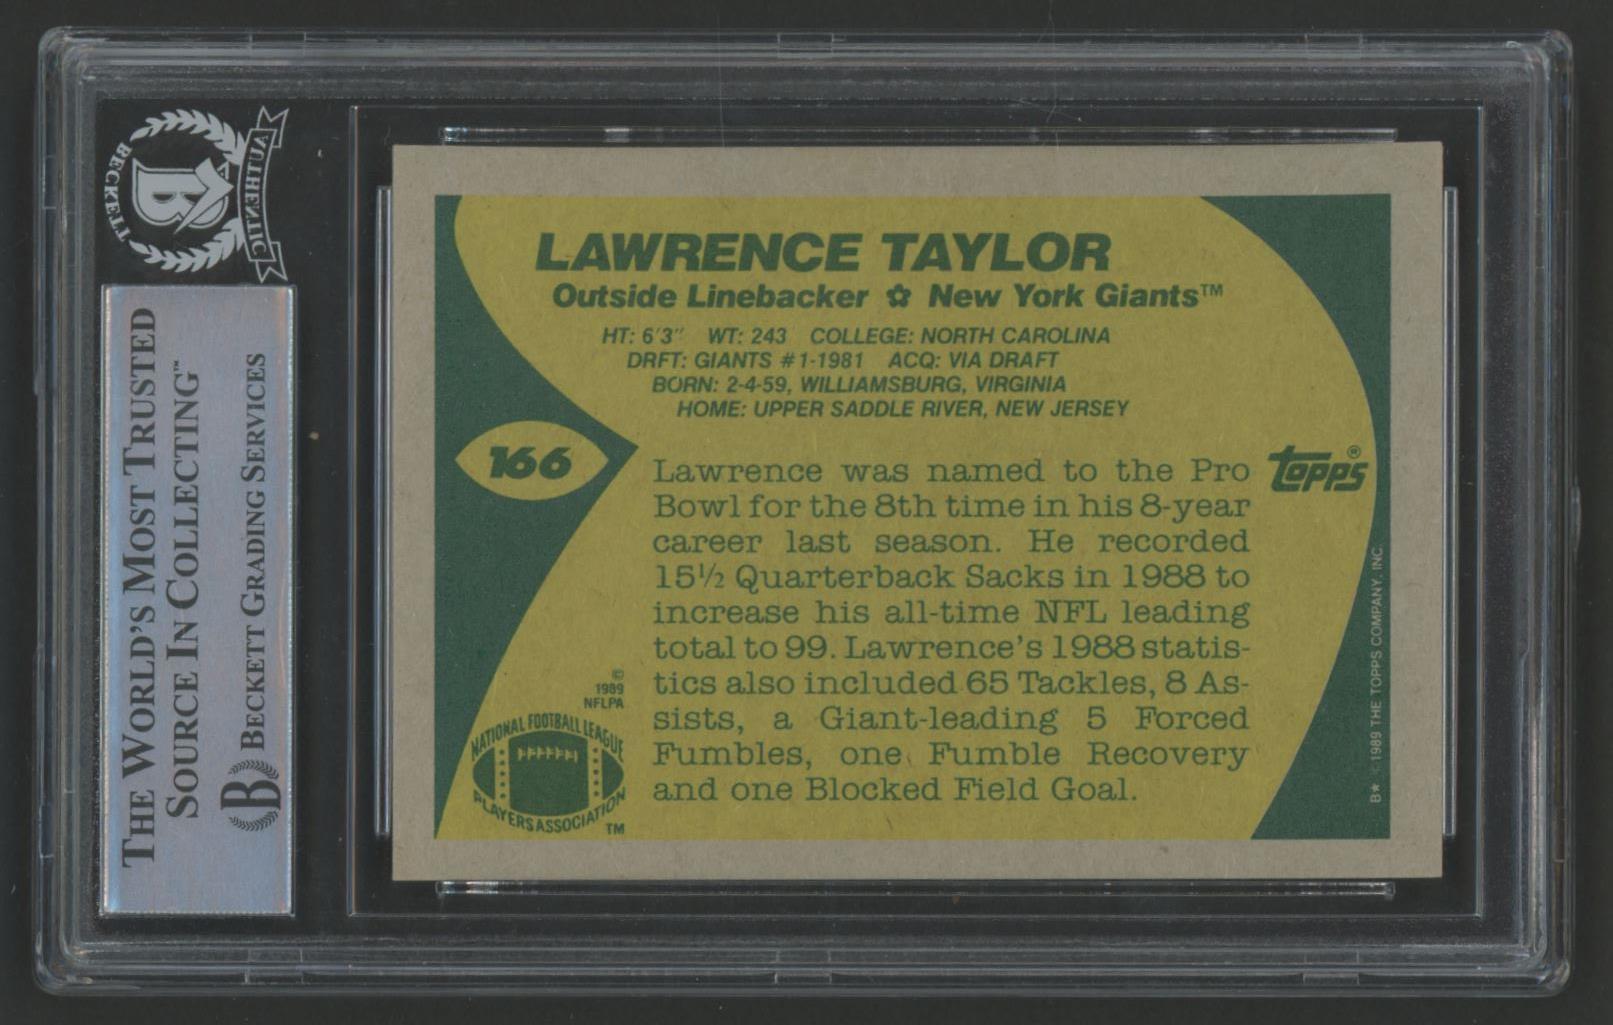 BECKETT
B
AUTHENTIC
THE WORLD'S MOST TRUSTED
SOURCE IN COLLECTING™
B BECKETT GRADING SERVICES
LAWRENCE TAYLOR
Outside Linebacker ✿ New York Giants™
HT: 6'3" WT: 243 COLLEGE: NORTH CAROLINA
DRFT: GIANTS #1-1981 ACQ: VIA DRAFT
BORN: 2-4-59, WILLIAMSBURG, VIRGINIA
HOME: UPPER SADDLE RIVER, NEW JERSEY
166
topps®
Lawrence was named to the Pro
Bowl for the 8th time in his 8-year
career last season. He recorded
15½ Quarterback Sacks in 1988 to
increase his all-time NFL leading
total to 99. Lawrence's 1988 statis-
tics also included 65 Tackles, 8 As-
sists, a Giant-leading 5 Forced
Fumbles, one Fumble Recovery
and one Blocked Field Goal.
©
1989
NFLPA
NATIONAL FOOTBALL LEAGUE
PLAYERS ASSOCIATION
TM
B★ © 1989 THE TOPPS COMPANY, INC.